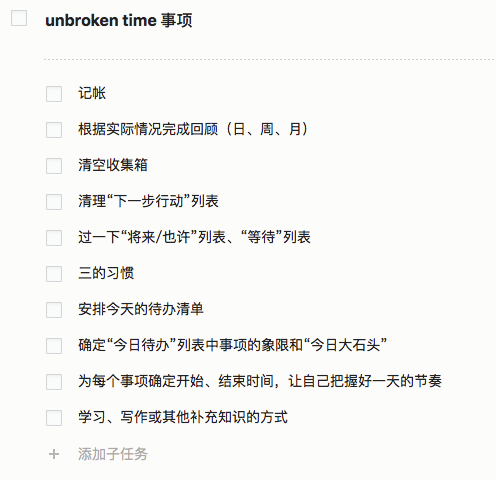 unbroken time 事项
记帐
根据实际情况完成回顾（日、周、月）
清空收集箱
清理“下一步行动”列表
过一下“将来/也许”列表、“等待”列表
三的习惯
安排今天的待办清单
确定“今日待办”列表中事项的象限和“今日大石头”
为每个事项确定开始、结束时间，让自己把握好一天的节奏
学习、写作或其他补充知识的方式
添加子任务